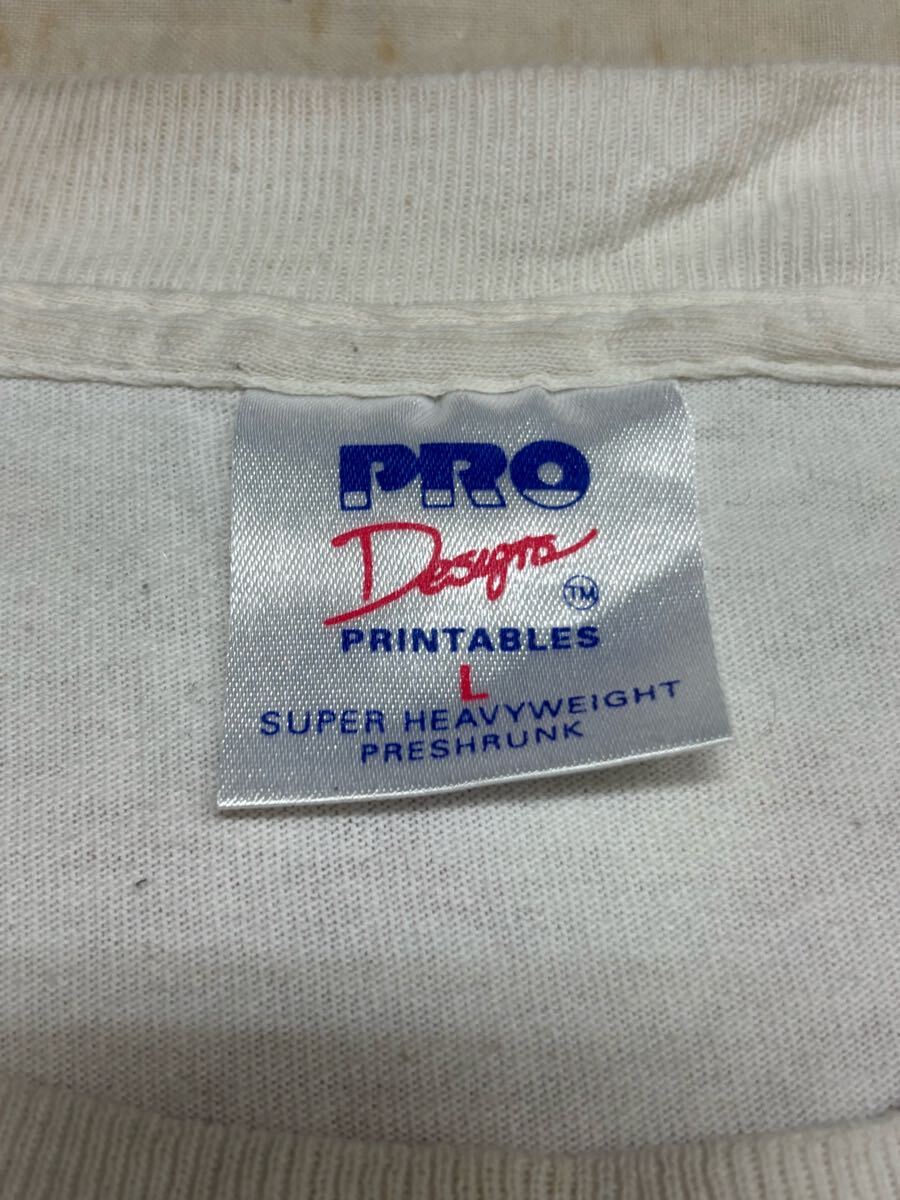 PRO
Designs
TM
PRINTABLES
L
SUPER HEAVYWEIGHT
PRESHRUNK